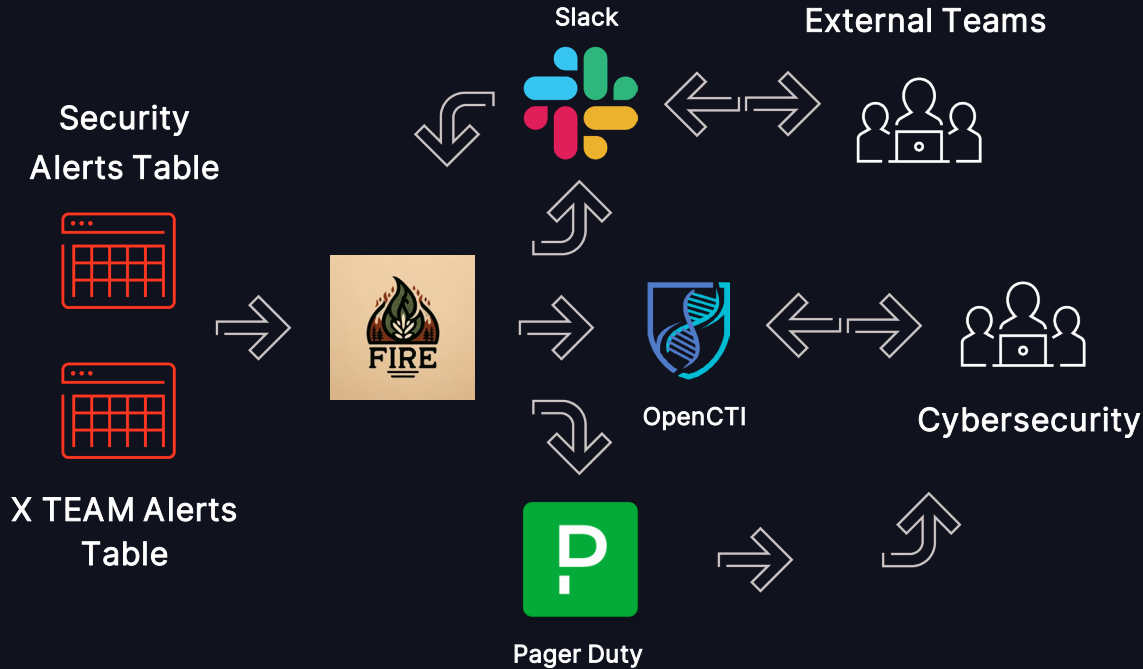 Slack
External Teams
Security
Alerts Table
FIRE
OpenCTI
Cybersecurity
X TEAM Alerts
Table
P
Pager Duty